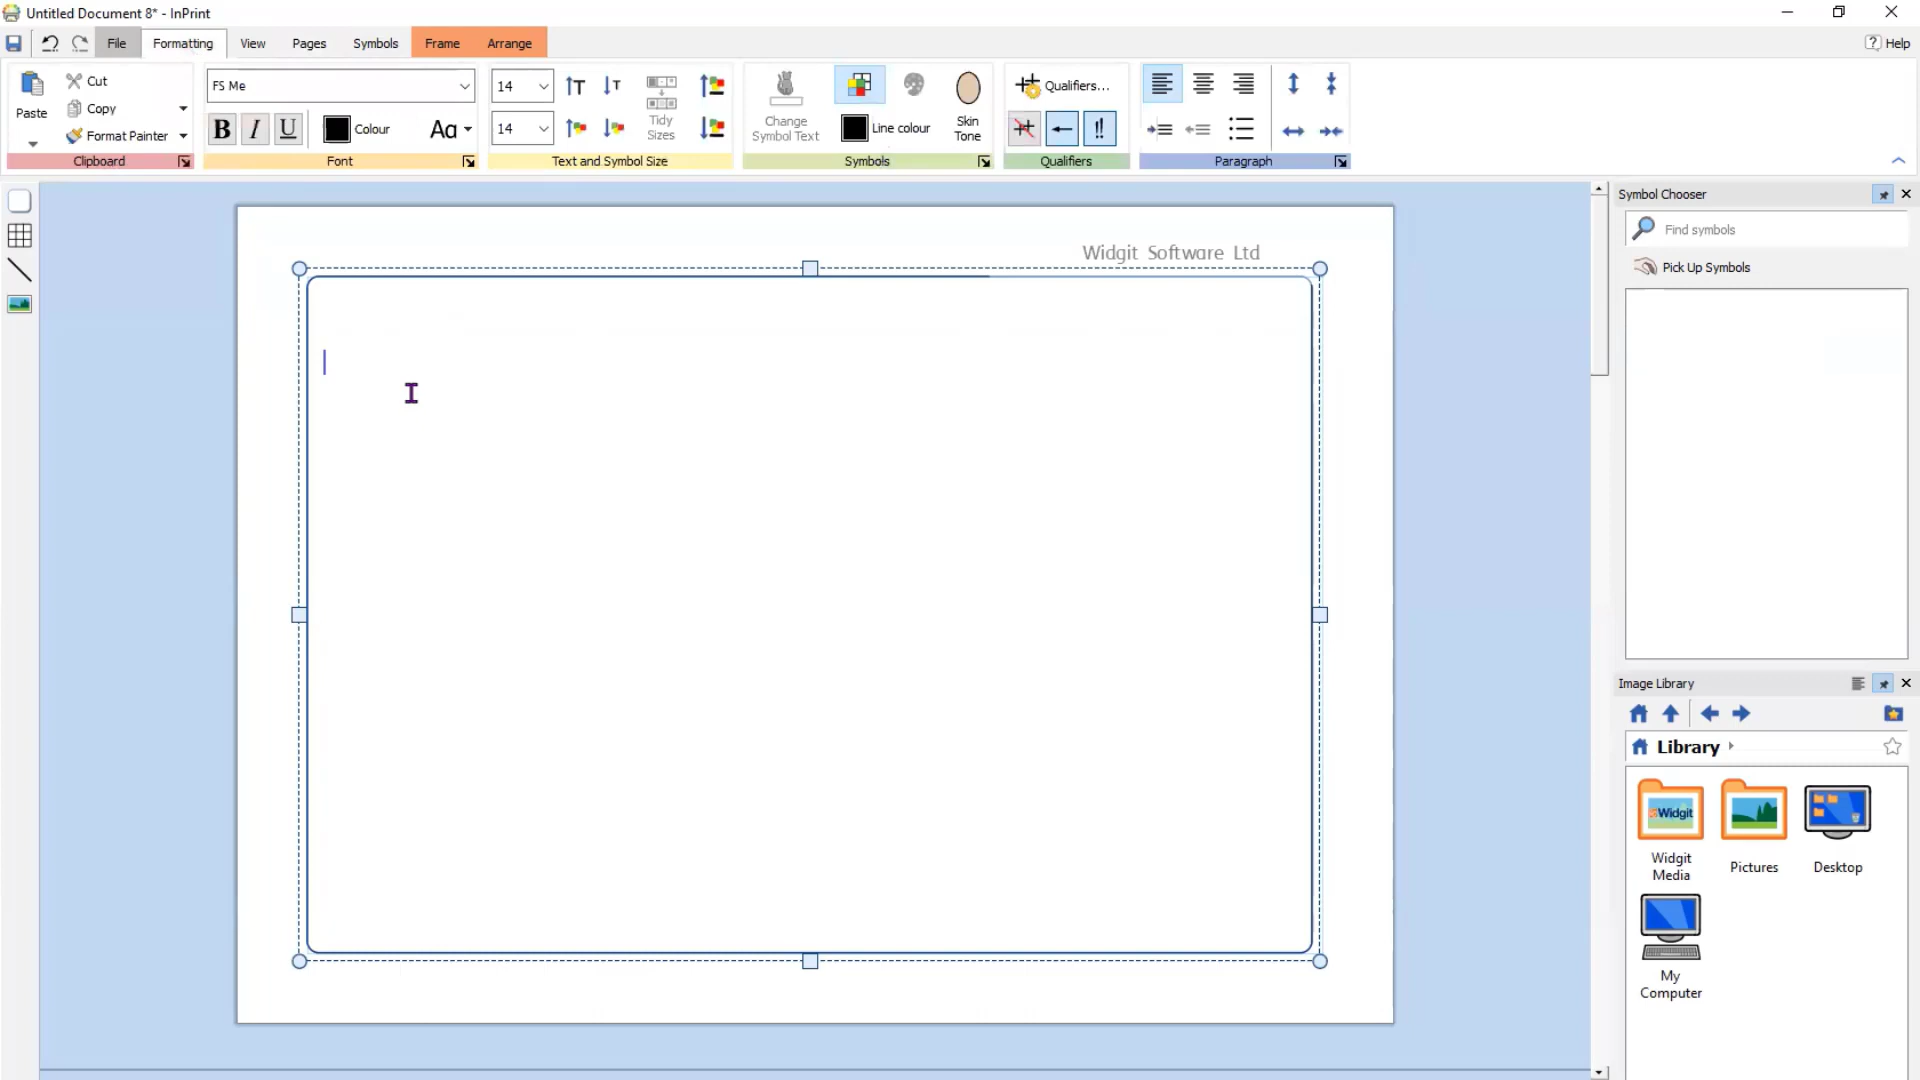 Untitled Document 8* - InPrint
File Formatting View Pages Symbols Frame Arrange Help
Paste
Cut
Copy
Format Painter
Clipboard
FS Me
B I U Colour Aa
Font
14
14
Tidy
Sizes
Text and Symbol Size
Change
Symbol Text
Line colour
Skin
Tone
Symbols
Qualifiers...
Qualifiers
Paragraph
Widgit Software Ltd
Symbol Chooser
Find symbols
Pick Up Symbols
Image Library
Library
Widgit
Widgit
Media
Pictures
Desktop
My
Computer